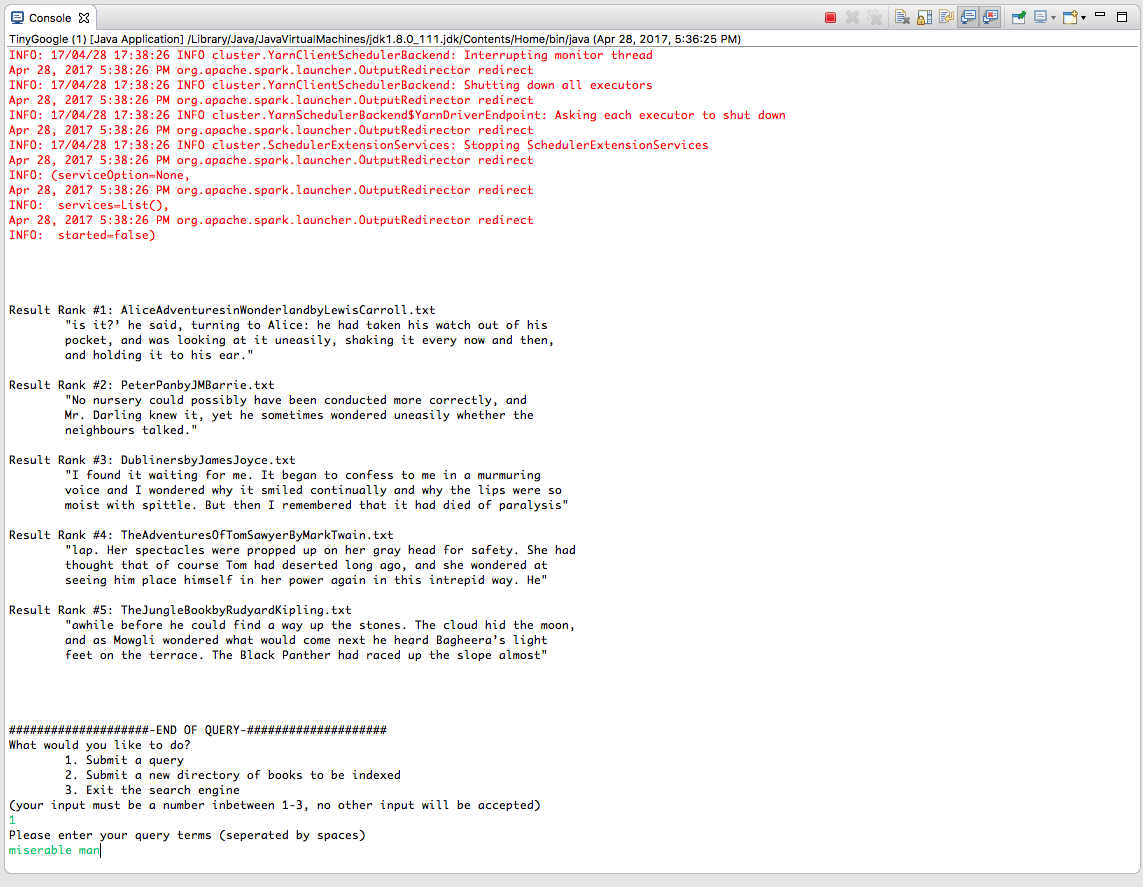 Console
TinyGoogle (1) [Java Application] /Library/Java/JavaVirtualMachines/jdk1.8.0_111.jdk/Contents/Home/bin/java (Apr 28, 2017, 5:36:25 PM)
INFO: 17/04/28 17:38:26 INFO cluster.YarnClientSchedulerBackend: Interrupting monitor thread
Apr 28, 2017 5:38:26 PM org.apache.spark.launcher.OutputRedirector redirect
INFO: 17/04/28 17:38:26 INFO cluster.YarnClientSchedulerBackend: Shutting down all executors
Apr 28, 2017 5:38:26 PM org.apache.spark.launcher.OutputRedirector redirect
INFO: 17/04/28 17:38:26 INFO cluster.YarnSchedulerBackend$YarnDriverEndpoint: Asking each executor to shut down
Apr 28, 2017 5:38:26 PM org.apache.spark.launcher.OutputRedirector redirect
INFO: 17/04/28 17:38:26 INFO cluster.SchedulerExtensionServices: Stopping SchedulerExtensionServices
Apr 28, 2017 5:38:26 PM org.apache.spark.launcher.OutputRedirector redirect
INFO: (serviceOption=None,
Apr 28, 2017 5:38:26 PM org.apache.spark.launcher.OutputRedirector redirect
INFO:  services=List(),
Apr 28, 2017 5:38:26 PM org.apache.spark.launcher.OutputRedirector redirect
INFO:  started=false)
Result Rank #1: AliceAdventuresinWonderlandbyLewisCarroll.txt
"is it?’ he said, turning to Alice: he had taken his watch out of his
pocket, and was looking at it uneasily, shaking it every now and then,
and holding it to his ear."
Result Rank #2: PeterPanbyJMBarrie.txt
"No nursery could possibly have been conducted more correctly, and
Mr. Darling knew it, yet he sometimes wondered uneasily whether the
neighbours talked."
Result Rank #3: DublinersbyJamesJoyce.txt
"I found it waiting for me. It began to confess to me in a murmuring
voice and I wondered why it smiled continually and why the lips were so
moist with spittle. But then I remembered that it had died of paralysis"
Result Rank #4: TheAdventuresOfTomSawyerByMarkTwain.txt
"lap. Her spectacles were propped up on her gray head for safety. She had
thought that of course Tom had deserted long ago, and she wondered at
seeing him place himself in her power again in this intrepid way. He"
Result Rank #5: TheJungleBookbyRudyardKipling.txt
"awhile before he could find a way up the stones. The cloud hid the moon,
and as Mowgli wondered what would come next he heard Bagheera’s light
feet on the terrace. The Black Panther had raced up the slope almost"
####################-END OF QUERY-####################
What would you like to do?
1. Submit a query
2. Submit a new directory of books to be indexed
3. Exit the search engine
(your input must be a number inbetween 1-3, no other input will be accepted)
1
Please enter your query terms (seperated by spaces)
miserable man